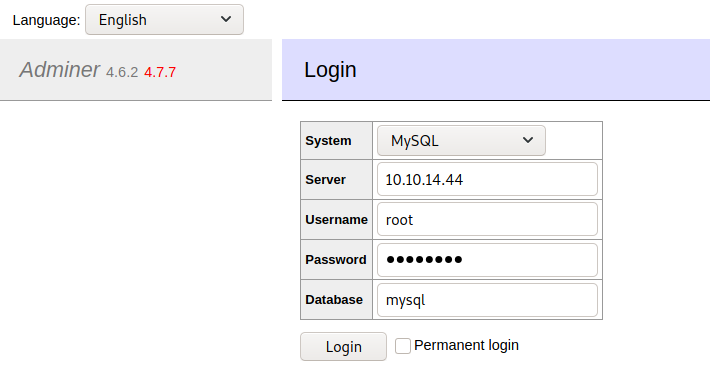 Language: English
Adminer 4.6.2 4.7.7
Login
System MySQL
Server 10.10.14.44
Username root
Password ●●●●●●●●
Database mysql
Login Permanent login